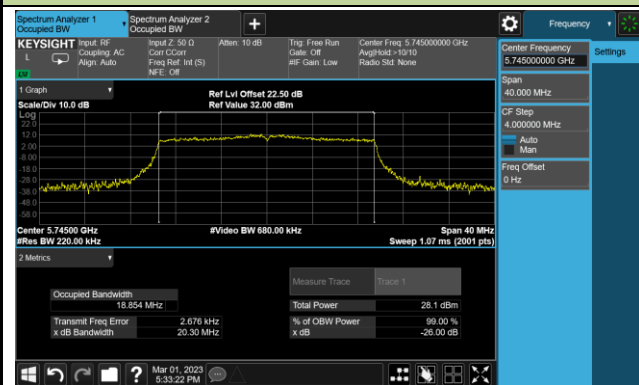 Spectrum Analyzer 1
Occupied BW
Spectrum Analyzer 2
Occupied BW
Frequency
KEYSIGHT
L
Input: RF
Coupling: AC
Align: Auto
Input Z: 50 Ω
Corr CCorr
Freq Ref: Int (S)
NFE: Off
Atten: 10 dB
Trig: Free Run
Gate: Off
#IF Gain: Low
Center Freq: 5.745000000 GHz
Avg|Hold:>10/10
Radio Std: None
Center Frequency
5.745000000 GHz
Settings
Span
40.000 MHz
CF Step
4.000000 MHz
Auto
Man
Freq Offset
0 Hz
1 Graph
Scale/Div 10.0 dB
Ref Lvl Offset 22.50 dB
Ref Value 32.00 dBm
Log
22.0
12.0
2.00
-8.00
-18.0
-28.0
-38.0
-48.0
-58.0
Center 5.74500 GHz
#Res BW 220.00 kHz
#Video BW 680.00 kHz
Span 40 MHz
Sweep 1.07 ms (2001 pts)
2 Metrics
Measure Trace
Trace 1
Occupied Bandwidth
18.854 MHz
Total Power
28.1 dBm
Transmit Freq Error
2.676 kHz
% of OBW Power
99.00 %
x dB Bandwidth
20.30 MHz
x dB
-26.00 dB
?
Mar 01, 2023
5:33:22 PM